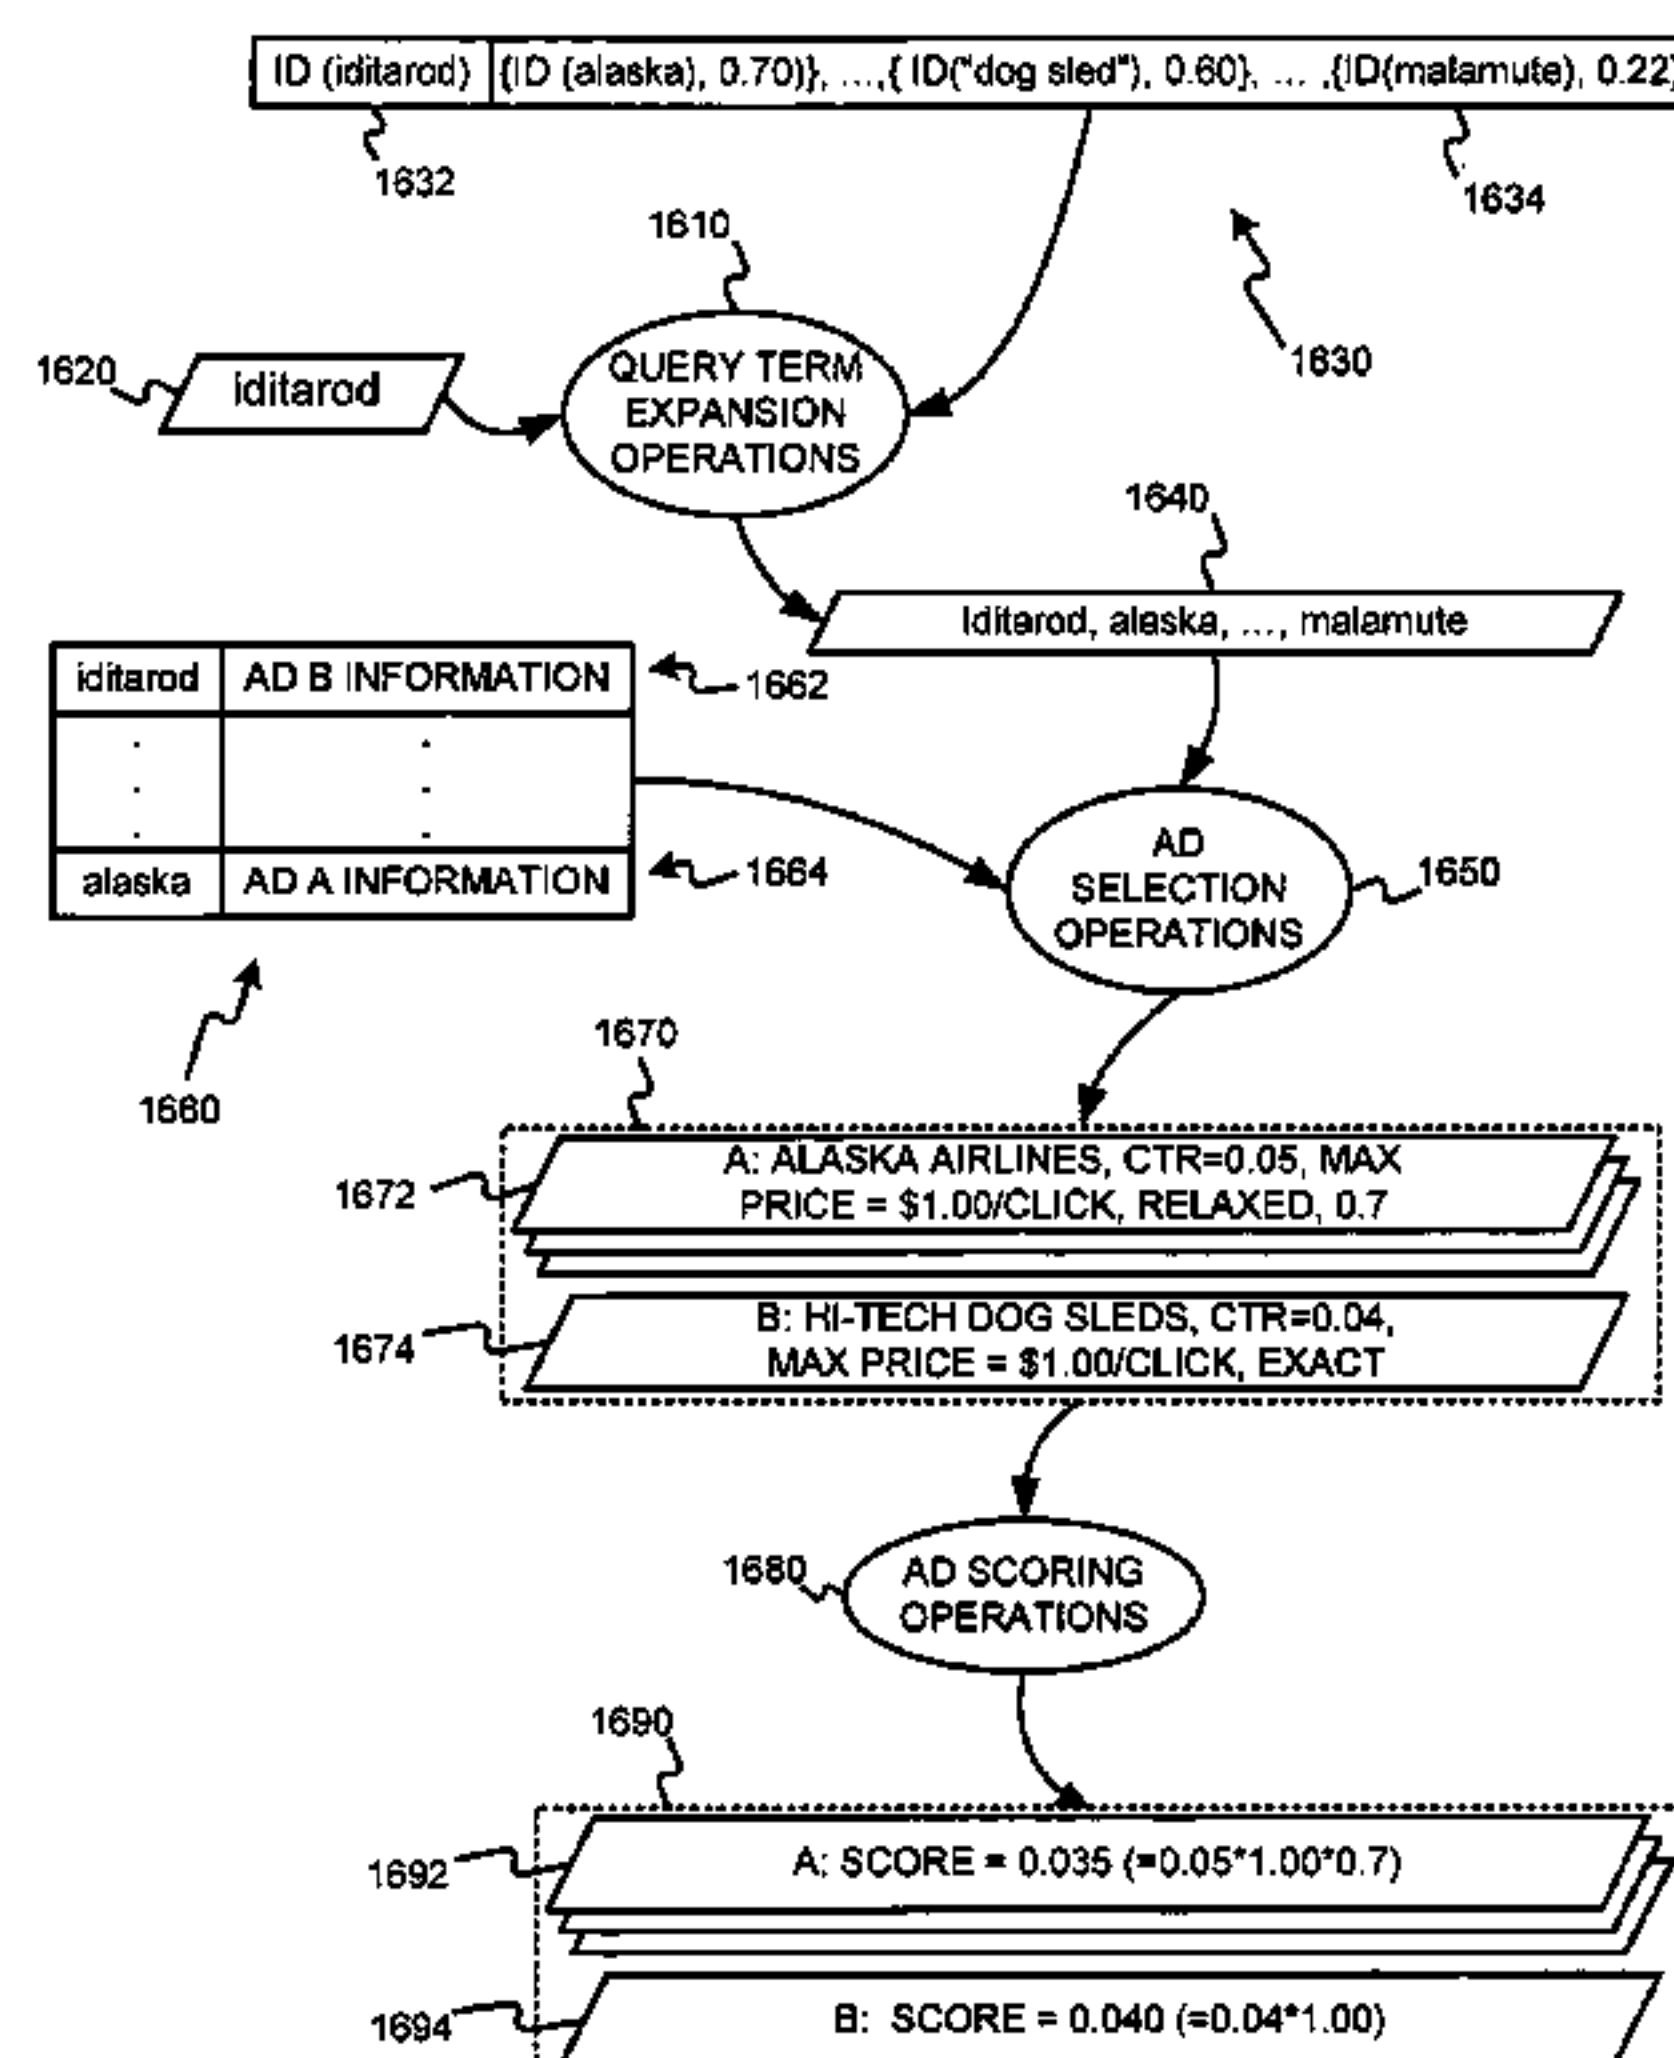 ID (iditarod) {ID (alaska), 0.70)}, ...,{ ID("dog sled"), 0.60}, ... ,{ID(malamute), 0.22}
1632
1634
1610
1630
1620
iditarod
QUERY TERM
EXPANSION
OPERATIONS
1640
Iditarod, alaska, ..., malamute
iditarod AD B INFORMATION
1662
. .
. .
. .
alaska AD A INFORMATION
1664
AD
SELECTION
OPERATIONS
1650
1660
1670
1672
A: ALASKA AIRLINES, CTR=0.05, MAX
PRICE = $1.00/CLICK, RELAXED, 0.7
1674
B: HI-TECH DOG SLEDS, CTR=0.04,
MAX PRICE = $1.00/CLICK, EXACT
1680
AD SCORING
OPERATIONS
1690
1692
A: SCORE = 0.035 (=0.05*1.00*0.7)
1694
B: SCORE = 0.040 (=0.04*1.00)